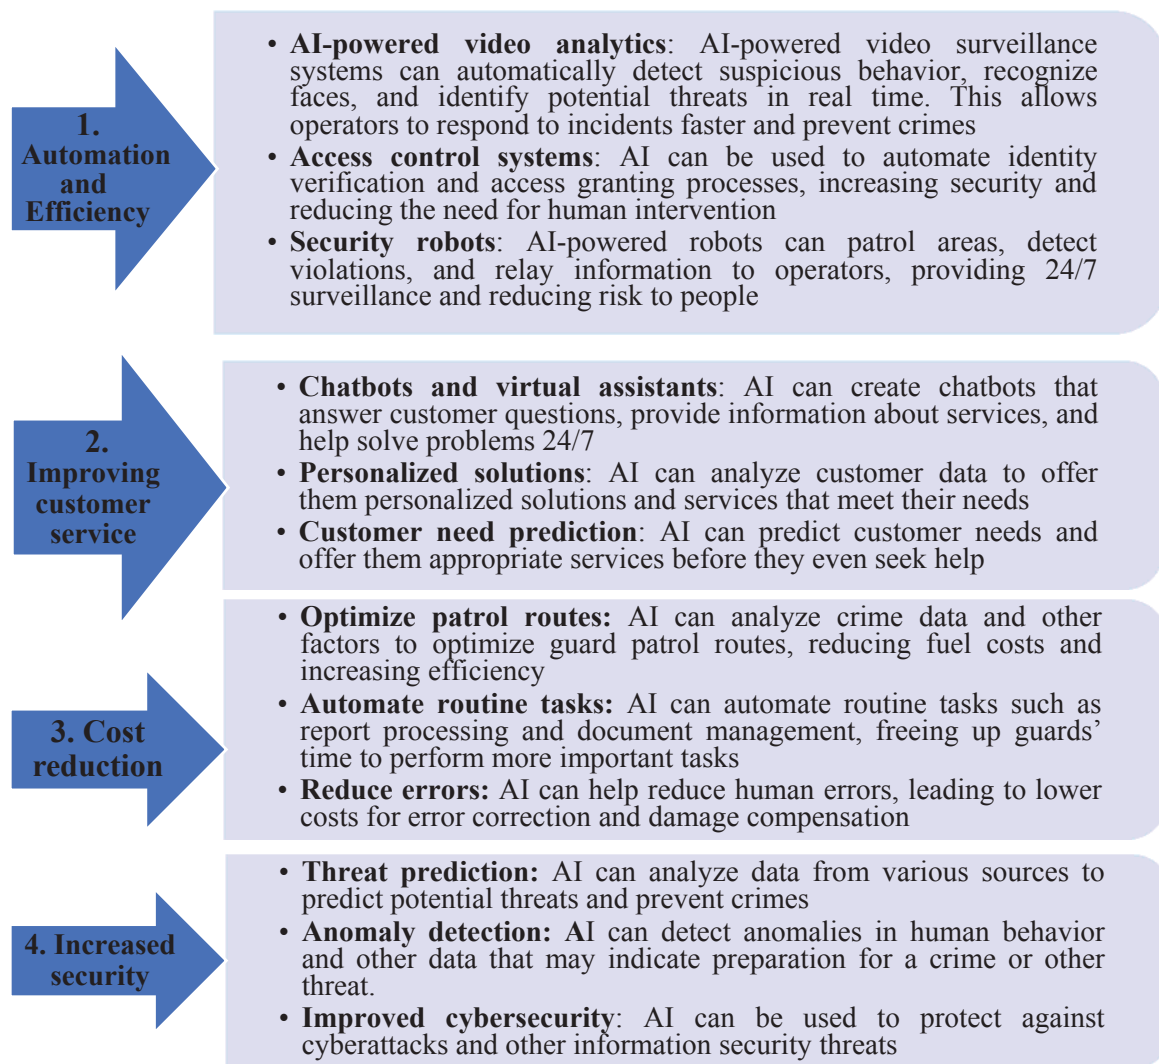 1.
Automation
and
Efficiency
• AI-powered video analytics: AI-powered video surveillance
systems can automatically detect suspicious behavior, recognize
faces, and identify potential threats in real time. This allows
operators to respond to incidents faster and prevent crimes
• Access control systems: AI can be used to automate identity
verification and access granting processes, increasing security and
reducing the need for human intervention
• Security robots: AI-powered robots can patrol areas, detect
violations, and relay information to operators, providing 24/7
surveillance and reducing risk to people
2.
Improving
customer
service
• Chatbots and virtual assistants: AI can create chatbots that
answer customer questions, provide information about services, and
help solve problems 24/7
• Personalized solutions: AI can analyze customer data to offer
them personalized solutions and services that meet their needs
• Customer need prediction: AI can predict customer needs and
offer them appropriate services before they even seek help
3. Cost
reduction
• Optimize patrol routes: AI can analyze crime data and other
factors to optimize guard patrol routes, reducing fuel costs and
increasing efficiency
• Automate routine tasks: AI can automate routine tasks such as
report processing and document management, freeing up guards’
time to perform more important tasks
• Reduce errors: AI can help reduce human errors, leading to lower
costs for error correction and damage compensation
4. Increased
security
• Threat prediction: AI can analyze data from various sources to
predict potential threats and prevent crimes
• Anomaly detection: AI can detect anomalies in human behavior
and other data that may indicate preparation for a crime or other
threat.
• Improved cybersecurity: AI can be used to protect against
cyberattacks and other information security threats